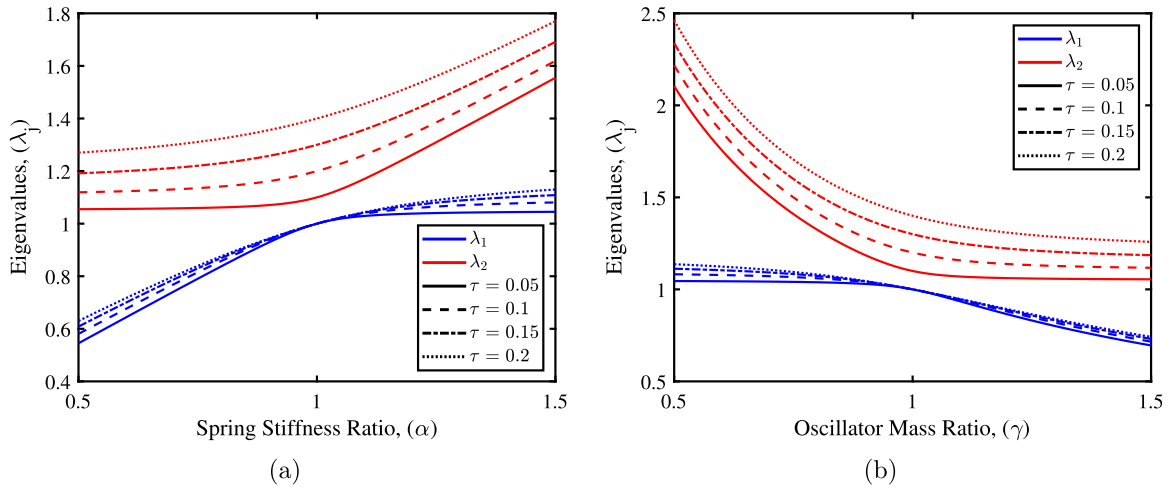 1.8
1.6
1.4
1.2
1
0.8
0.6
0.4
0.5
1
1.5
Eigenvalues, (λⱼ)
Spring Stiffness Ratio, (α)
λ₁
λ₂
τ = 0.05
τ = 0.1
τ = 0.15
τ = 0.2
(a)
2.5
2
1.5
1
0.5
0.5
1
1.5
Eigenvalues, (λⱼ)
Oscillator Mass Ratio, (γ)
λ₁
λ₂
τ = 0.05
τ = 0.1
τ = 0.15
τ = 0.2
(b)